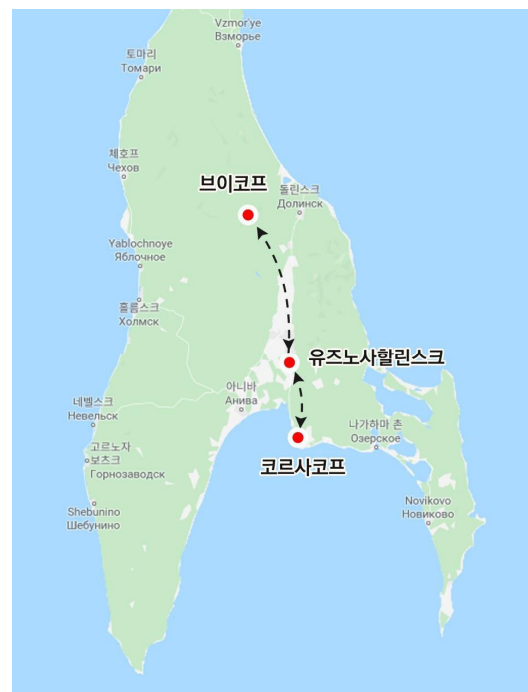 Vzmor'ye
Взморье
토마리
Томари
체호프
Чехов
브이코프
돌린스크
Долинск
Yablochnoye
Яблочное
홀름스크
Холмск
유즈노사할린스크
아니바
Анива
네벨스크
Невельск
나가하마 촌
Озерское
고르노자
보츠크
Горнозаводск
코르사코프
Novikovo
Новиково
Shebunino
Шебунино